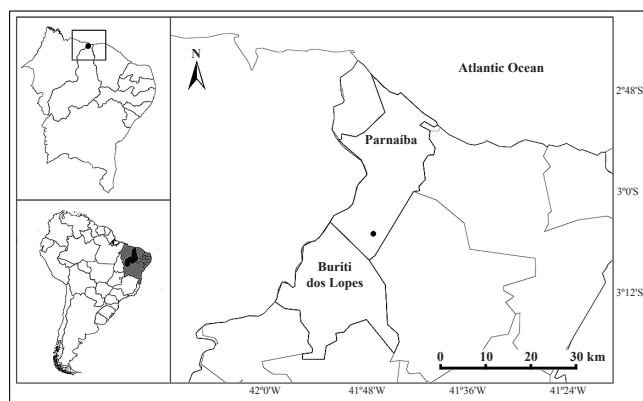 N
Atlantic Ocean
2°48'S
Parnaíba
3°0'S
Buriti
dos Lopes
3°12'S
0 10 20 30 km
42°0'W 41°48'W 41°36'W 41°24'W